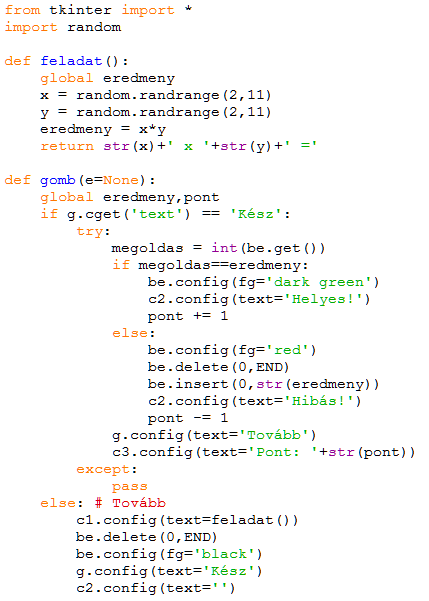 from tkinter import *
import random
def feladat():
    global eredmeny
    x = random.randrange(2,11)
    y = random.randrange(2,11)
    eredmeny = x*y
    return str(x)+' x '+str(y)+' ='
def gomb(e=None):
    global eredmeny,pont
    if g.cget('text') == 'Kész':
        try:
            megoldas = int(be.get())
            if megoldas==eredmeny:
                be.config(fg='dark green')
                c2.config(text='Helyes!')
                pont += 1
            else:
                be.config(fg='red')
                be.delete(0,END)
                be.insert(0,str(eredmeny))
                c2.config(text='Hibás!')
                pont -= 1
            g.config(text='Tovább')
            c3.config(text='Pont: '+str(pont))
        except:
            pass
    else: # Tovább
        c1.config(text=feladat())
        be.delete(0,END)
        be.config(fg='black')
        g.config(text='Kész')
        c2.config(text='')